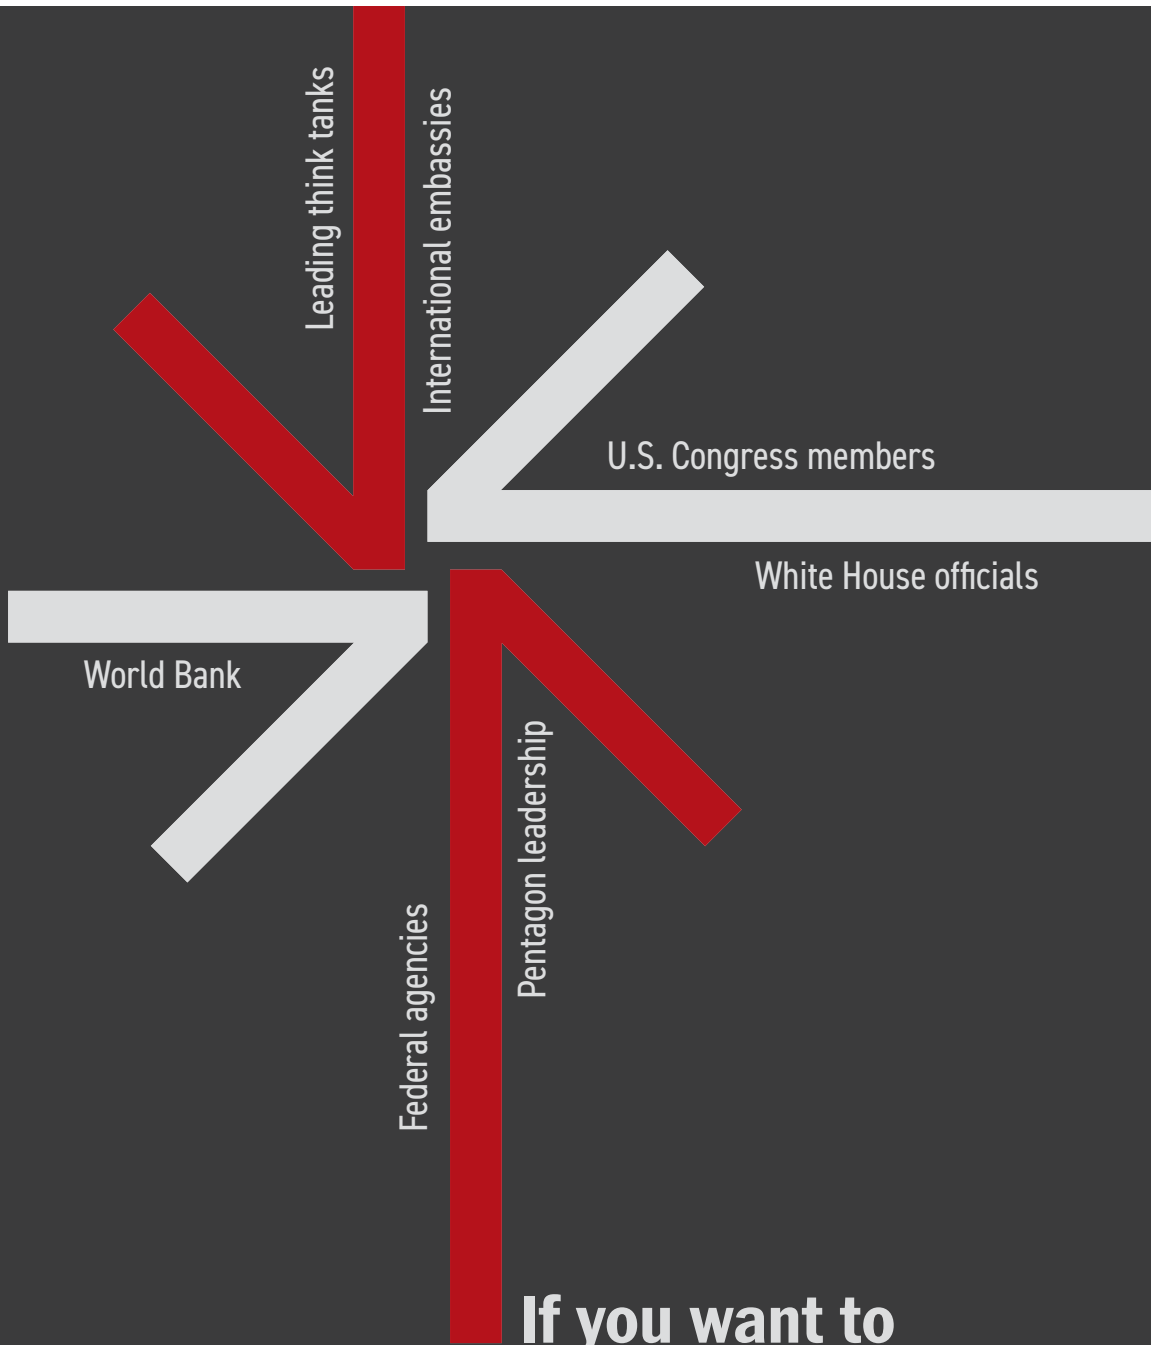 Leading think tanks
International embassies
U.S. Congress members
White House officials
World Bank
Pentagon leadership
Federal agencies
If you want to